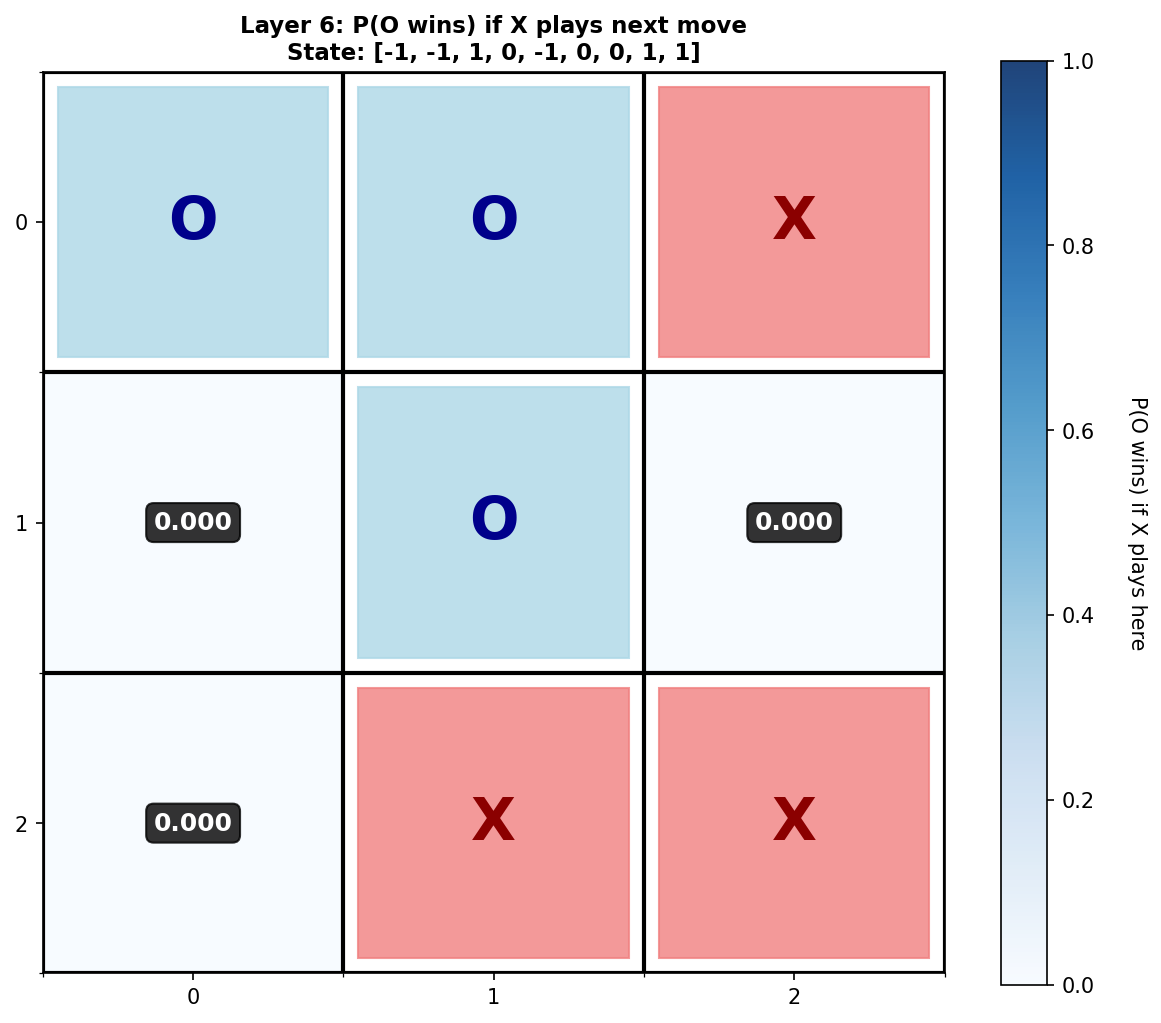 Layer 6: P(O wins) if X plays next move
State: [-1, -1, 1, 0, -1, 0, 0, 1, 1]
0
O
O
X
1
0.000
O
0.000
2
0.000
X
X
0
1
2
1.0
0.8
0.6
0.4
0.2
0.0
P(O wins) if X plays here